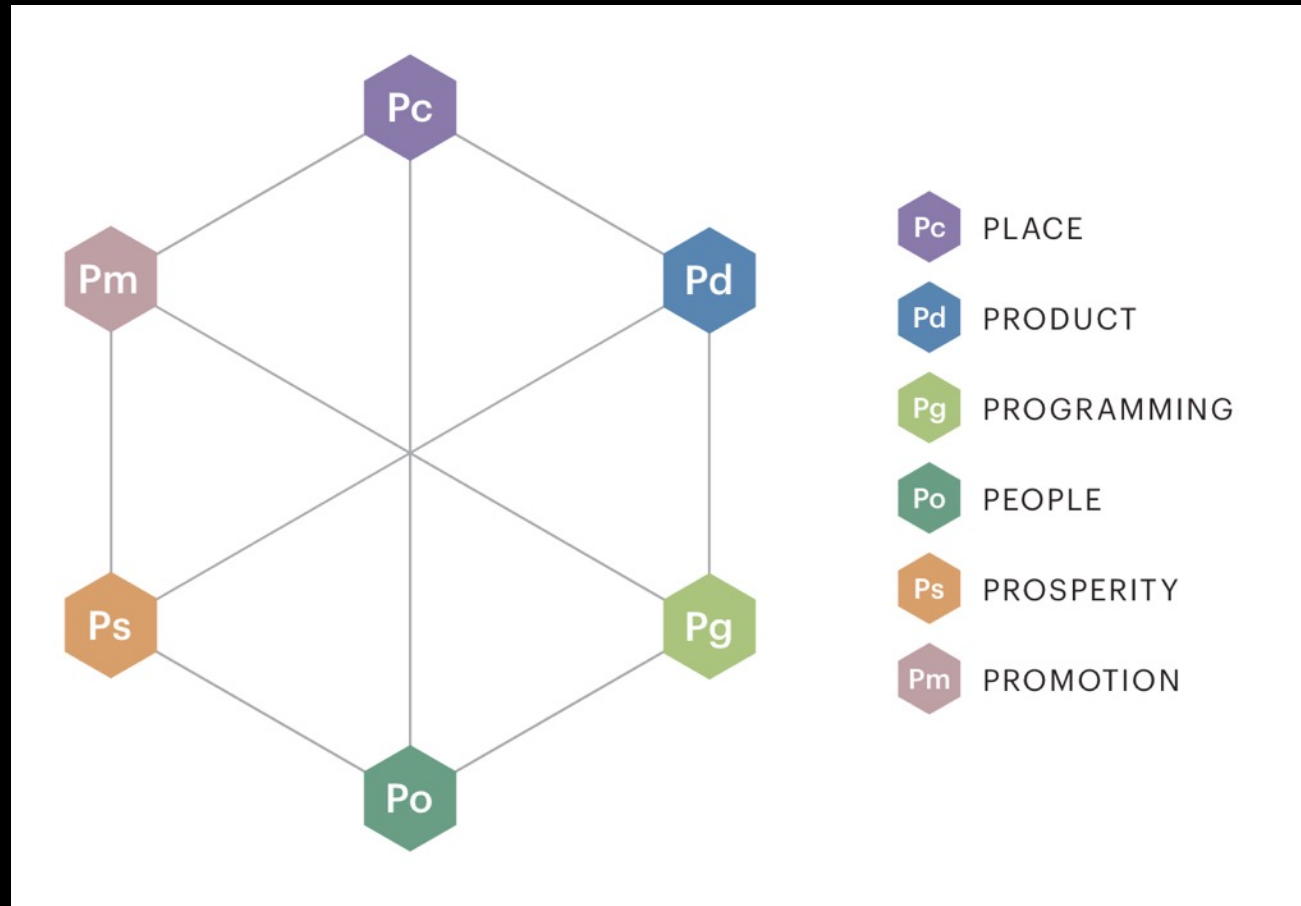 Pc
Pm
Pd
Ps
Pg
Po
Pc PLACE
Pd PRODUCT
Pg PROGRAMMING
Po PEOPLE
Ps PROSPERITY
Pm PROMOTION